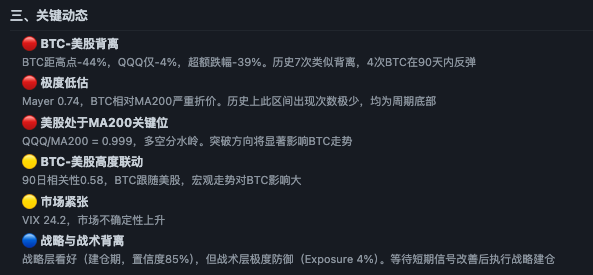 三、关键动态
BTC-美股背离
BTC距高点-44%，QQQ仅-4%，超额跌幅-39%。历史7次类似背离，4次BTC在90天内反弹
极度低估
Mayer 0.74，BTC相对MA200严重折价。历史上此区间出现次数极少，均为周期底部
美股处于MA200关键位
QQQ/MA200 = 0.999，多空分水岭。突破方向将显著影响BTC走势
BTC-美股高度联动
90日相关性0.58，BTC跟随美股，宏观走势对BTC影响大
市场紧张
VIX 24.2，市场不确定性上升
战略与战术背离
战略层看好（建仓期，置信度85%），但战术层极度防御（Exposure 4%）。等待短期信号改善后执行战略建仓